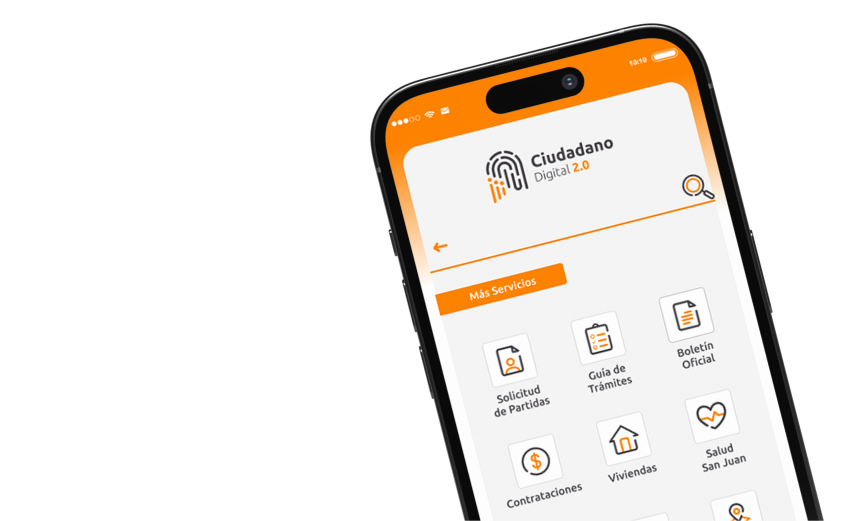 10:10
Ciudadano
Digital 2.0
Más Servicios
Solicitud
de Partidas
Guía de
Trámites
Boletín
Oficial
Contrataciones
Viviendas
Salud
San Juan